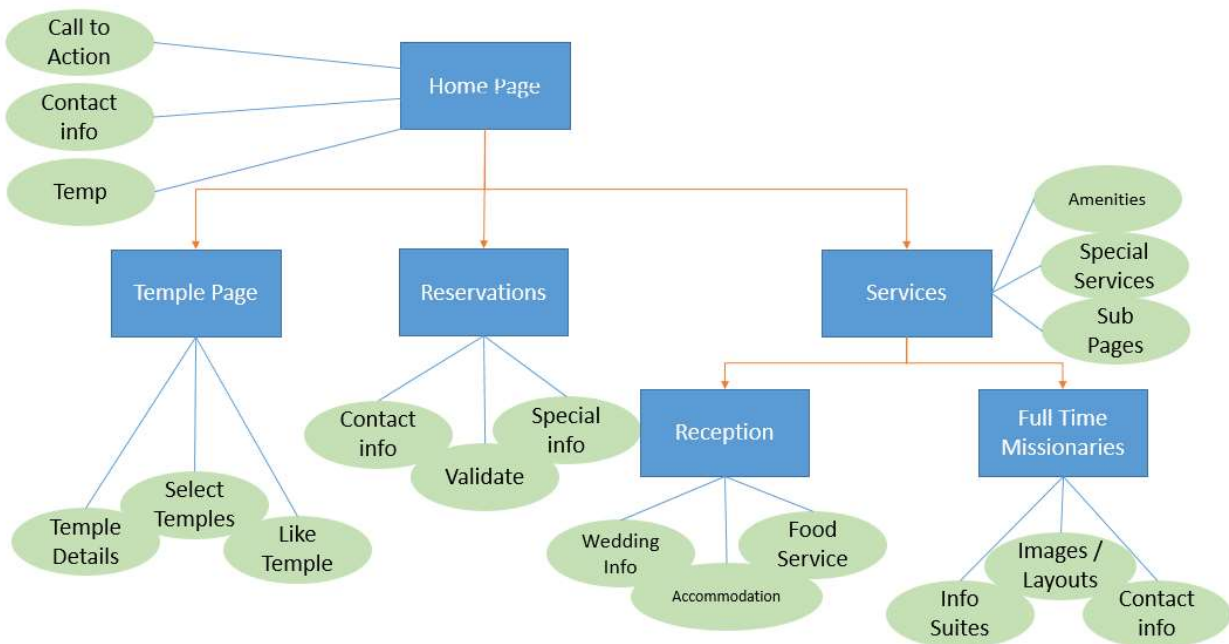 Call to
Action
Home Page
Contact
info
Temp
Amenities
Special
Services
Sub
Pages
Temple Page
Reservations
Services
Contact
info
Validate
Special
info
Reception
Full Time
Missionaries
Temple
Details
Select
Temples
Like
Temple
Wedding
Info
Accommodation
Food
Service
Info
Suites
Images /
Layouts
Contact
info